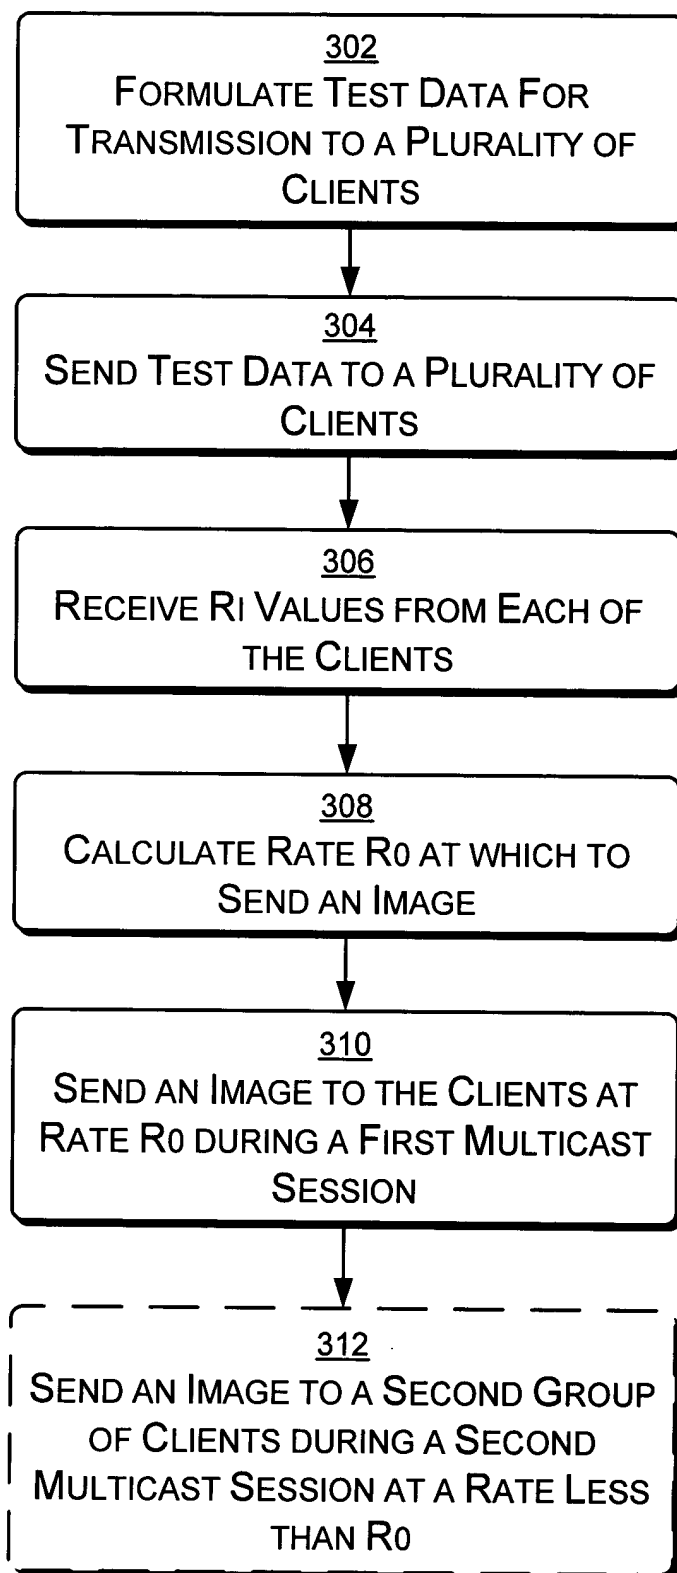 302
FORMULATE TEST DATA FOR
TRANSMISSION TO A PLURALITY OF
CLIENTS
304
SEND TEST DATA TO A PLURALITY OF
CLIENTS
306
RECEIVE RI VALUES FROM EACH OF
THE CLIENTS
308
CALCULATE RATE R0 AT WHICH TO
SEND AN IMAGE
310
SEND AN IMAGE TO THE CLIENTS AT
RATE R0 DURING A FIRST MULTICAST
SESSION
312
SEND AN IMAGE TO A SECOND GROUP
OF CLIENTS DURING A SECOND
MULTICAST SESSION AT A RATE LESS
THAN R0